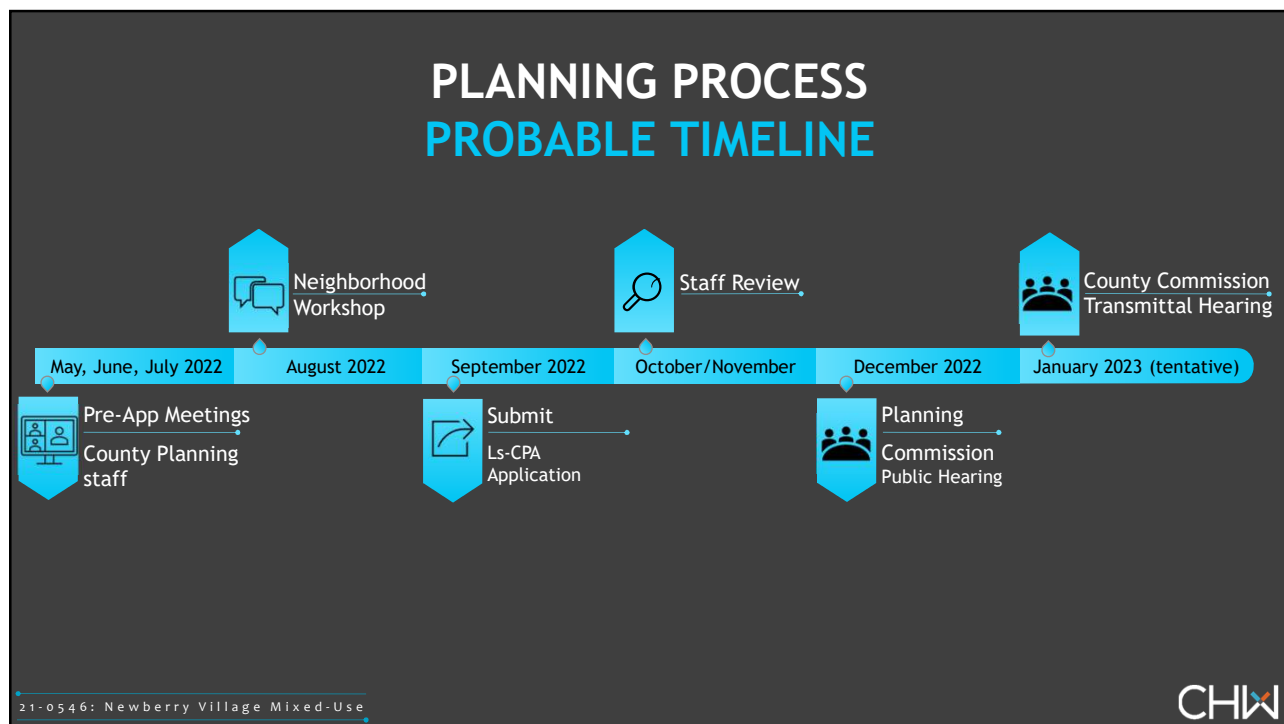 PLANNING PROCESS
PROBABLE TIMELINE
Neighborhood
Workshop
Staff Review
County Commission
Transmittal Hearing
May, June, July 2022
August 2022
September 2022
October/November
December 2022
January 2023 (tentative)
Pre-App Meetings
County Planning
staff
Submit
Ls-CPA
Application
Planning
Commission
Public Hearing
21-0546: Newberry Village Mixed-Use
CHW